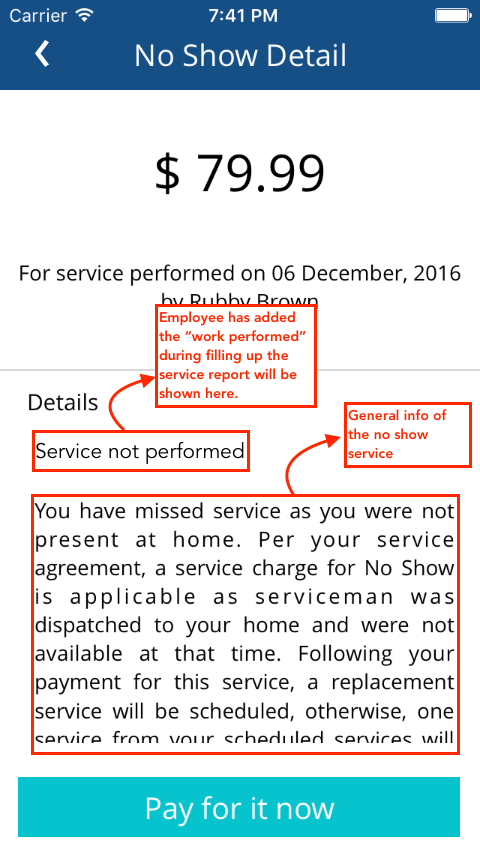 Carrier 7:41 PM
No Show Detail
$ 79.99
For service performed on 06 December, 2016
by Rubby Brown
Employee has added
the “work performed”
during filling up the
service report will be
shown here.
Details
General info of
the no show
service
Service not performed
You have missed service as you were not
present at home. Per your service
agreement, a service charge for No Show
is applicable as serviceman was
dispatched to your home and were not
available at that time. Following your
payment for this service, a replacement
service will be scheduled, otherwise, one
service from your scheduled services will
Pay for it now